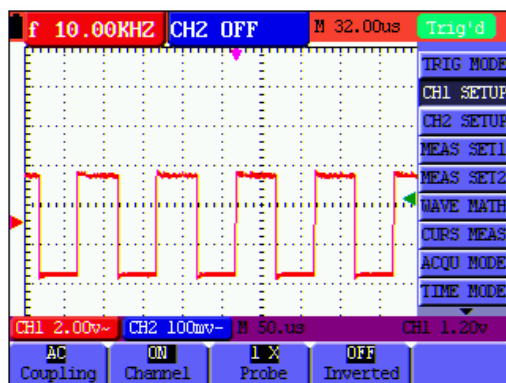 f 10.00KHZ CH2 OFF M 32.00us Trig'd
TRIG MODE
CH1 SETUP
CH2 SETUP
MEAS SET1
MEAS SET2
WAVE MATH
CURS MEAS
ACQU MODE
TIME MODE
CH1 2.00v~ CH2 100mv- M 50.us CH1 1.20v
AC ON 1 X OFF
Coupling Channel Probe Inverted